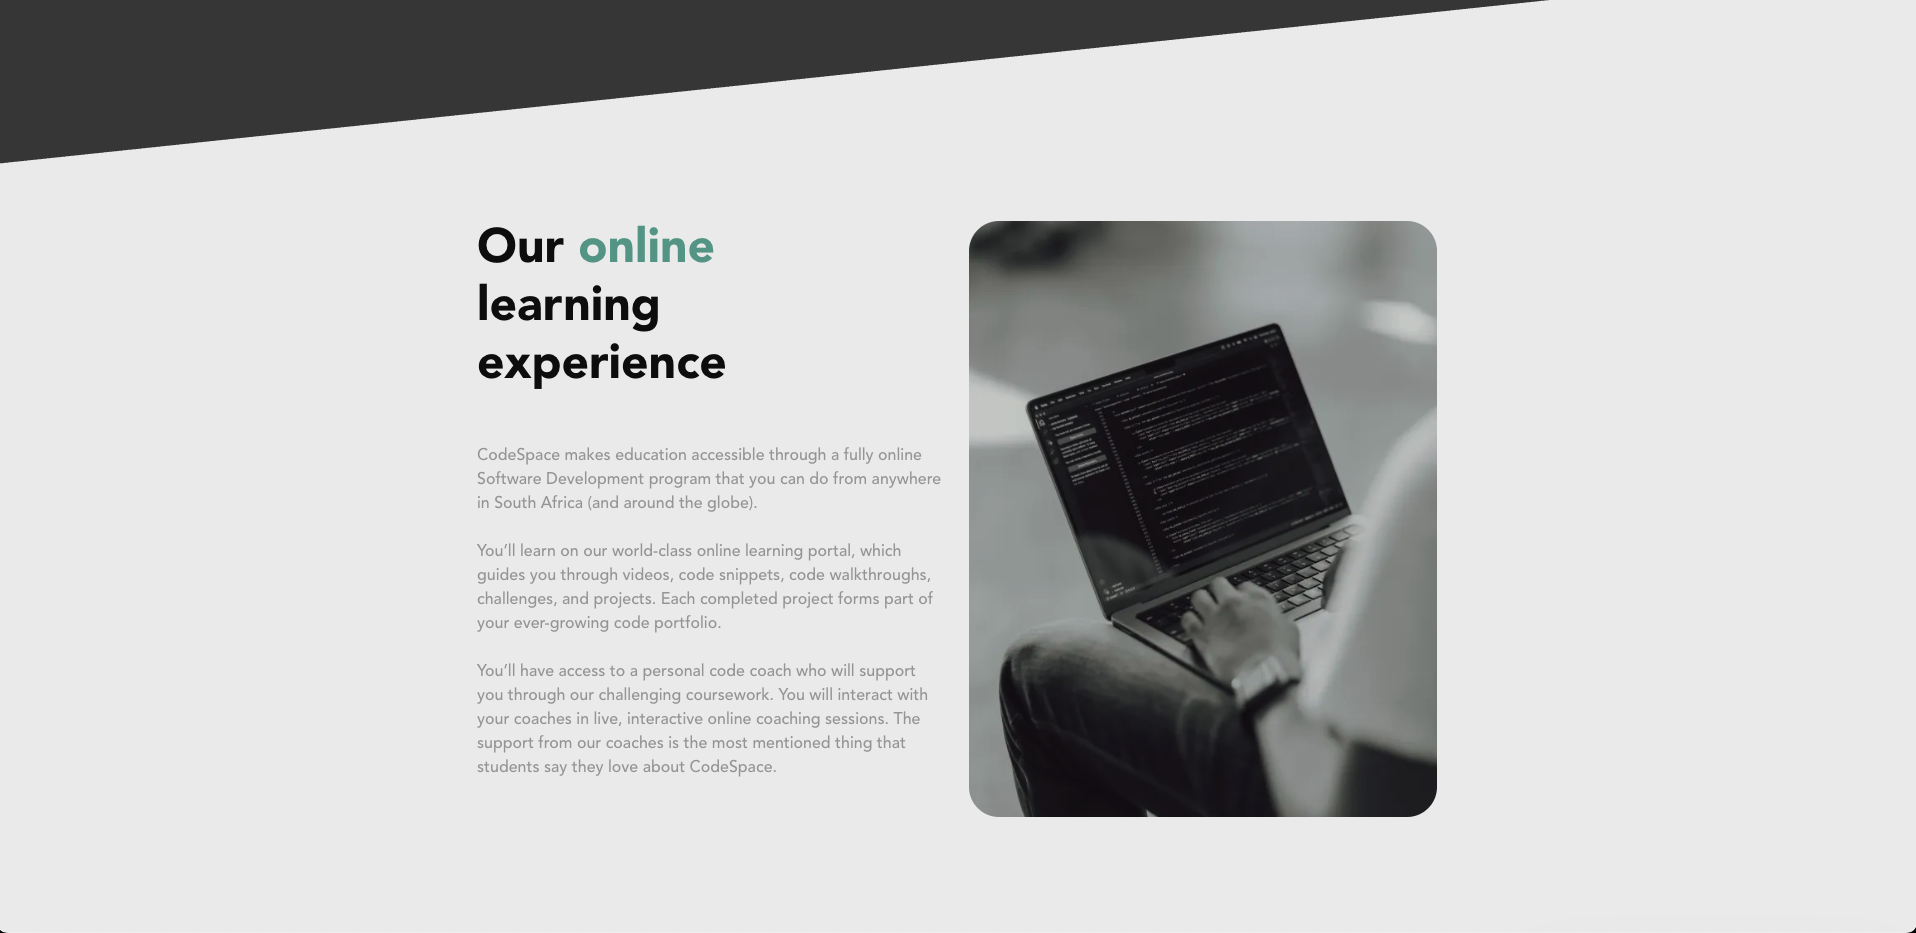 Our online
learning
experience
CodeSpace makes education accessible through a fully online
Software Development program that you can do from anywhere
in South Africa (and around the globe).
You’ll learn on our world-class online learning portal, which
guides you through videos, code snippets, code walkthroughs,
challenges, and projects. Each completed project forms part of
your ever-growing code portfolio.
You’ll have access to a personal code coach who will support
you through our challenging coursework. You will interact with
your coaches in live, interactive online coaching sessions. The
support from our coaches is the most mentioned thing that
students say they love about CodeSpace.